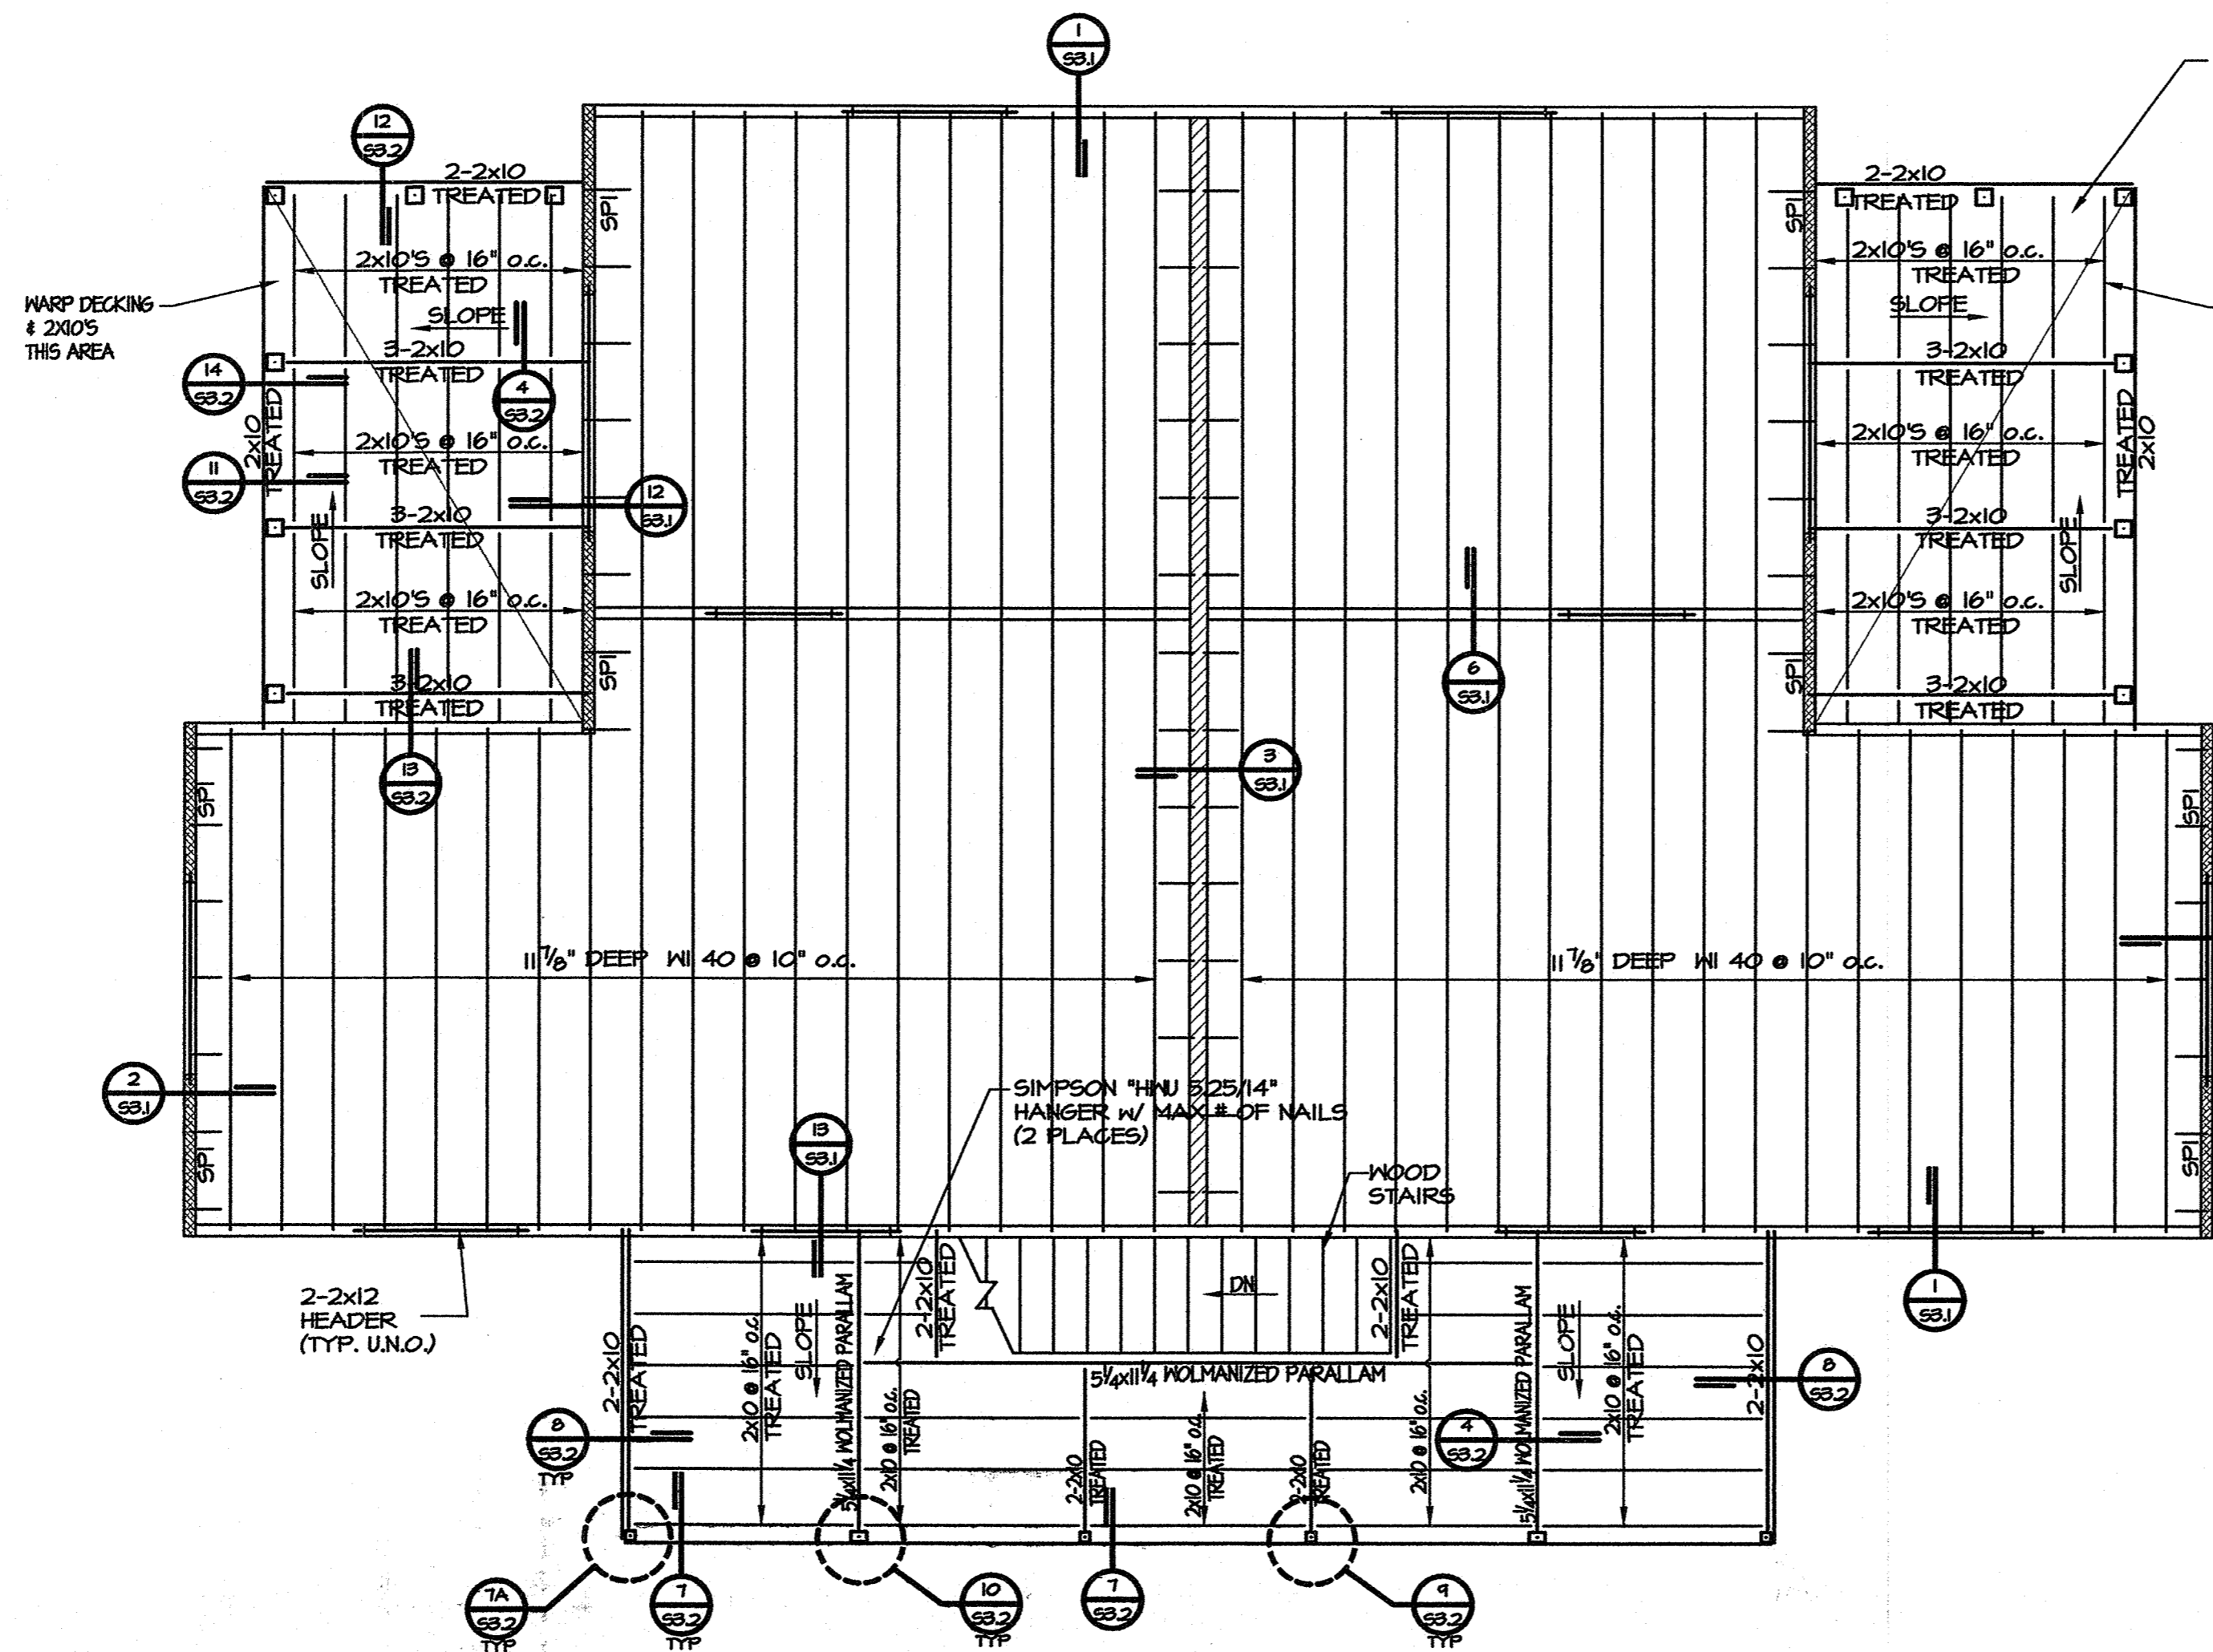 1
S3.1
12
S3.2
2-2x10
TREATED
2-2x10
TREATED
SPI
SPI
2x10'S @ 16" o.c.
TREATED
2x10'S @ 16" o.c.
TREATED
WARP DECKING
& 2X10'S
THIS AREA
SLOPE
SLOPE
3-2x10
TREATED
3-2x10
TREATED
14
S3.2
4
S3.2
2x10
TREATED
TREATED
2x10
2x10'S @ 16" o.c.
TREATED
2x10'S @ 16" o.c.
TREATED
11
S3.2
12
S3.1
3-2x10
TREATED
3-2x10
TREATED
SLOPE
SLOPE
2x10'S @ 16" o.c.
TREATED
2x10'S @ 16" o.c.
TREATED
SPI
SPI
6
S3.1
3-2x10
TREATED
3-2x10
TREATED
13
S3.2
3
S3.1
SPI
SPI
11 7/8" DEEP WI 40 @ 10" o.c.
11 7/8" DEEP WI 40 @ 10" o.c.
2
S3.1
SIMPSON "HWU 5.25/14"
HANGER w/ MAX # OF NAILS
(2 PLACES)
13
S3.1
SPI
SPI
WOOD
STAIRS
2-2x12
HEADER
(TYP. U.N.O.)
DN
1
S3.1
2-2x10
TREATED
2x10 @ 16" o.c.
TREATED
SLOPE
5 1/4x11 1/4 WOLMANIZED PARALLAM
2x10 @ 16" o.c.
TREATED
2-2x10
TREATED
2-2x10
TREATED
5 1/4x11 1/4 WOLMANIZED PARALLAM
2-2x10
TREATED
2x10 @ 16" o.c.
TREATED
2-2x10
TREATED
2x10 @ 16" o.c.
5 1/4x11 1/4 WOLMANIZED PARALLAM
SLOPE
2x10 @ 16" o.c.
TREATED
2-2x10
8
S3.2
8
S3.2
TYP
4
S3.2
7A
S3.2
TYP
7
S3.2
TYP
10
S3.2
TYP
7
S3.2
9
S3.2
TYP